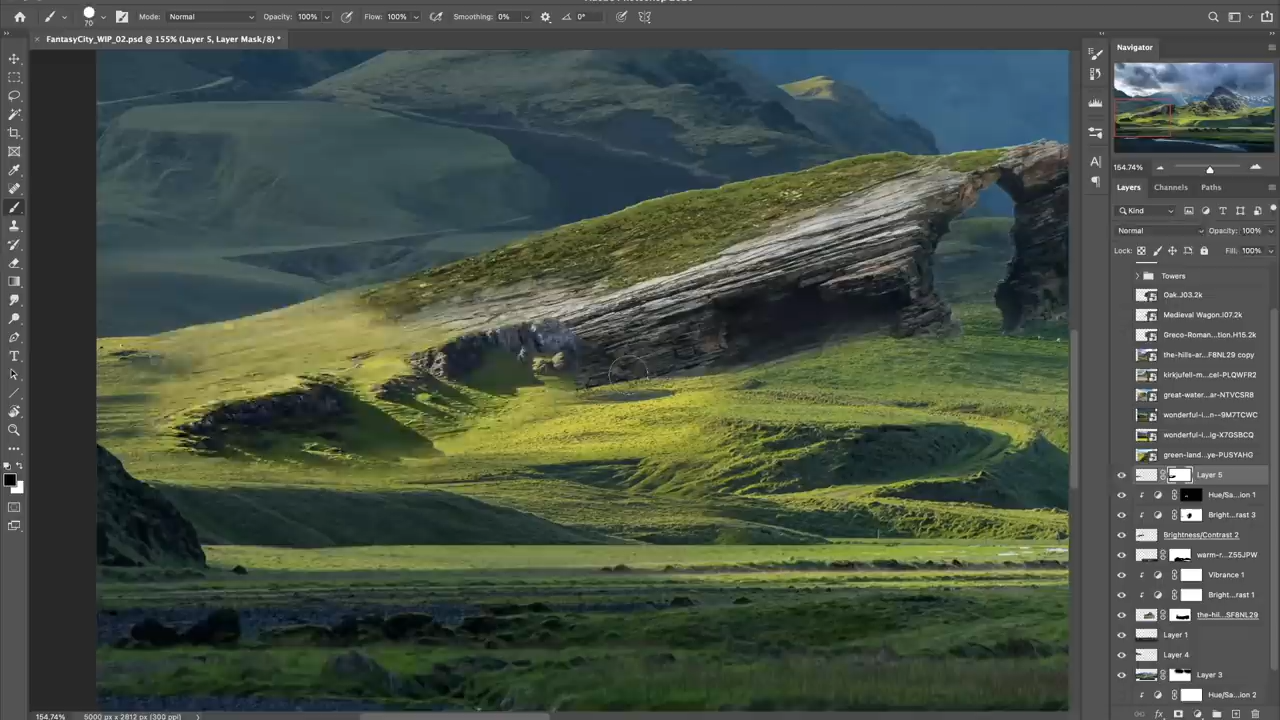 70
Mode: Normal
Opacity: 100%
Flow: 100%
Smoothing: 0%
0°
FantasyCity_WIP_02.psd @ 155% (Layer 5, Layer Mask/8) *
Navigator
154.74%
Layers Channels Paths
Kind
Normal Opacity: 100%
Lock: Fill: 100%
Towers
Oak.J03.2k
Medieval Wagon.I07.2k
Greco-Roman...tion.H15.2k
the-hills-ar...F8NL29 copy
kirkjufell-m...cel-PLQWFR2
great-water...ar-NTVCSR8
wonderful-i...n--9M7TCWC
wonderful-i...ig-X7GSBCQ
green-land...ye-PUSYAHG
Layer 5
Hue/Sa...ion 1
Bright...rast 3
Brightness/Contrast 2
warm-r...Z55JPW
Vibrance 1
Bright...rast 1
the-hil...SF8NL29
Layer 1
Layer 4
Layer 3
Hue/Sa...ion 2
154.74% 5000 px x 2812 px (300 ppi)